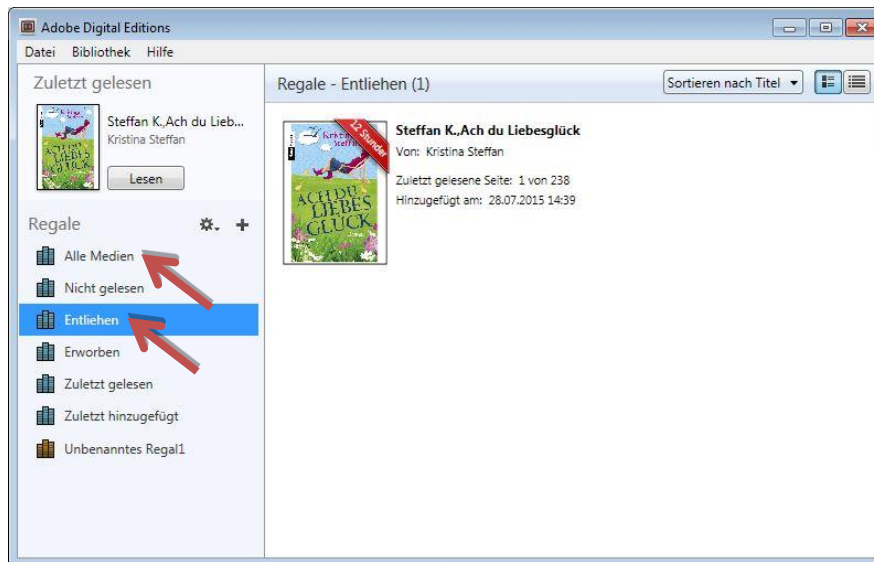 Adobe Digital Editions
Datei Bibliothek Hilfe
Zuletzt gelesen
Steffan K.,Ach du Lieb...
Kristina Steffan
Lesen
Regale
Alle Medien
Nicht gelesen
Entliehen
Erworben
Zuletzt gelesen
Zuletzt hinzugefügt
Unbenanntes Regal1
Regale - Entliehen (1)
Sortieren nach Titel
12 Stunden
ACH DU
LIEBES
GLÜCK
Steffan K.,Ach du Liebesglück
Von: Kristina Steffan
Zuletzt gelesene Seite: 1 von 238
Hinzugefügt am: 28.07.2015 14:39